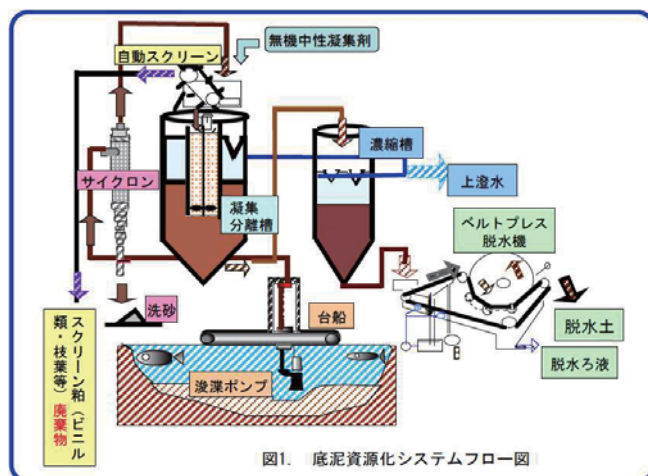 無機中性凝集剤
自動スクリーン
濃縮槽
サイクロン
上澄水
凝集
分離槽
ベルトプレス
脱水機
洗砂
台船
スクリーン粕（ビニル
類・枝葉等）廃棄物
脱水土
浚渫ポンプ
脱水ろ液
図1. 底泥資源化システムフロー図